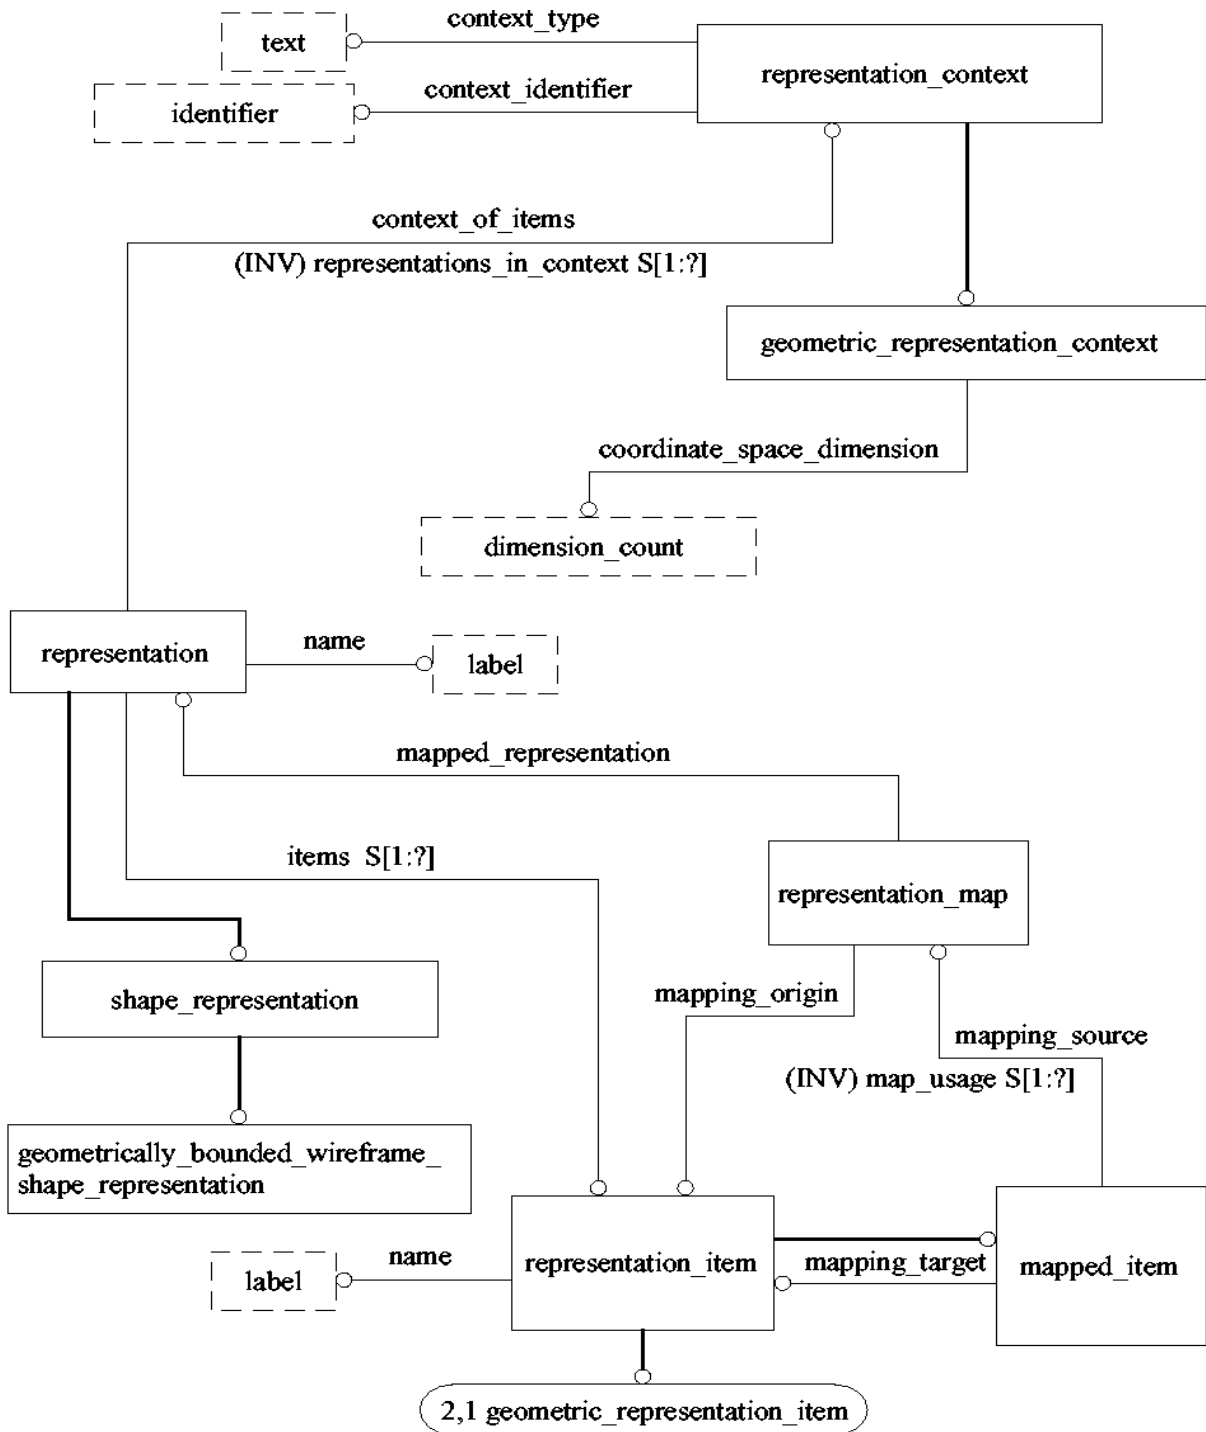 context_type
text
representation_context
context_identifier
identifier
context_of_items
(INV) representations_in_context S[1:?]
geometric_representation_context
coordinate_space_dimension
dimension_count
representation
name
label
mapped_representation
items S[1:?]
representation_map
shape_representation
mapping_origin
mapping_source
(INV) map_usage S[1:?]
geometrically_bounded_wireframe_
shape_representation
name
label
representation_item
mapping_target
mapped_item
2,1 geometric_representation_item